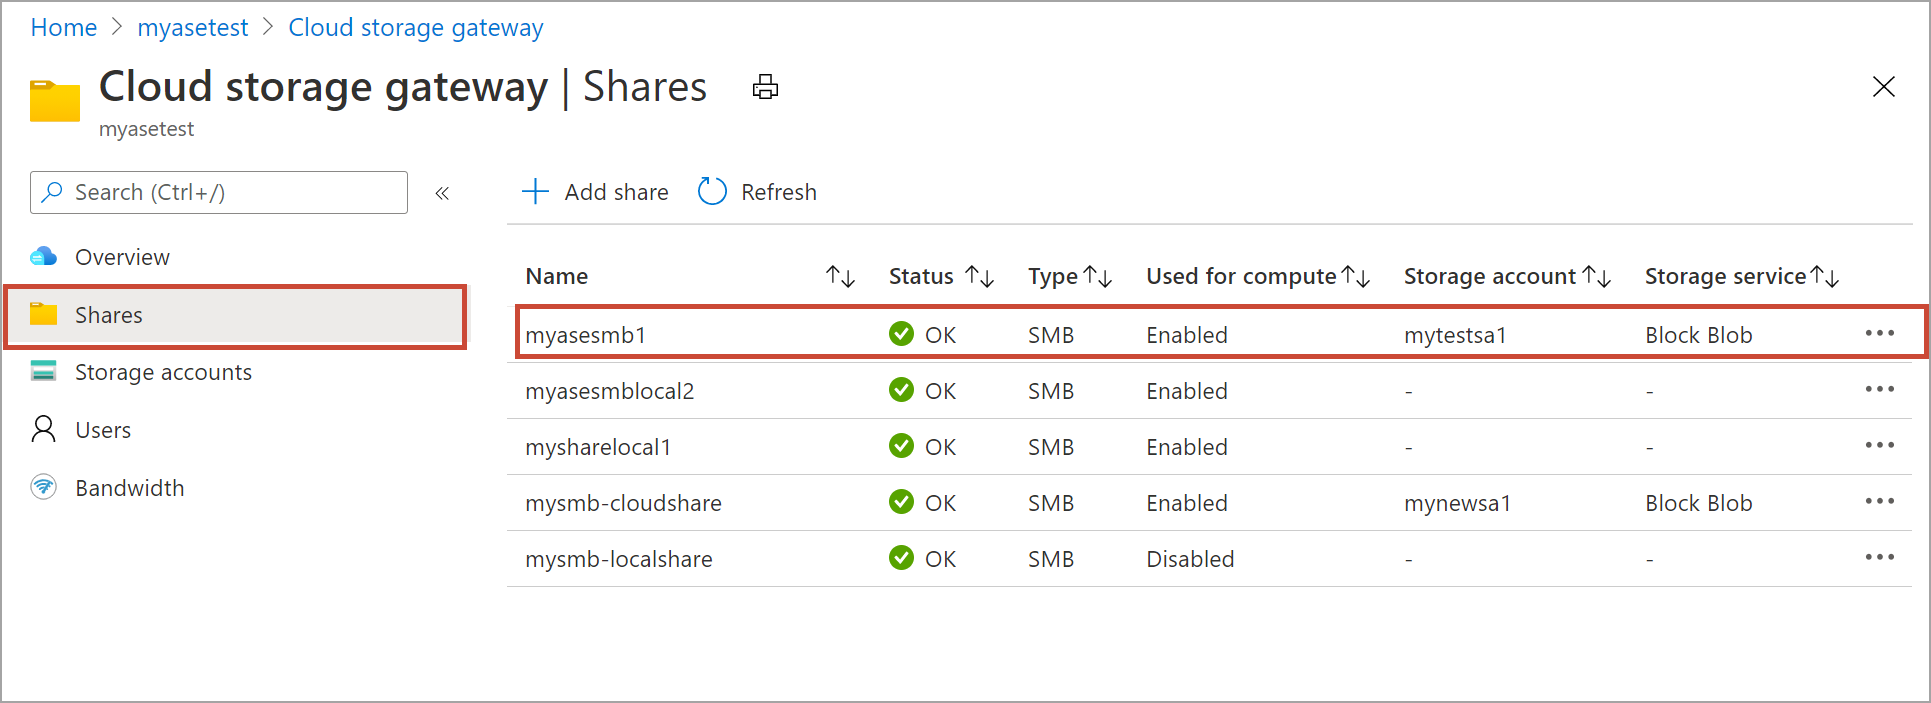 Home > myasetest > Cloud storage gateway
Cloud storage gateway | Shares
myasetest
Search (Ctrl+/)
«
Add share
Refresh
Overview
Shares
Storage accounts
Users
Bandwidth
Name Status Type Used for compute Storage account Storage service
myasesmb1 OK SMB Enabled mytestsa1 Block Blob
myasesmblocal2 OK SMB Enabled - -
mysharelocal1 OK SMB Enabled - -
mysmb-cloudshare OK SMB Enabled mynewsa1 Block Blob
mysmb-localshare OK SMB Disabled - -